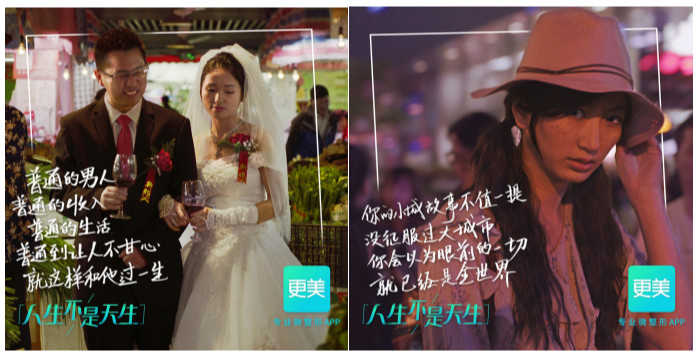 普通的男人
普通的收入
普通的生活
普通到让人不甘心
就这样和他过一生
[人生不是天生]
更美
专业微整形APP
你的小城故事不值一提
没征服过大城市
你会以为眼前的一切
就已经是全世界
[人生不是天生]
更美
专业微整形APP